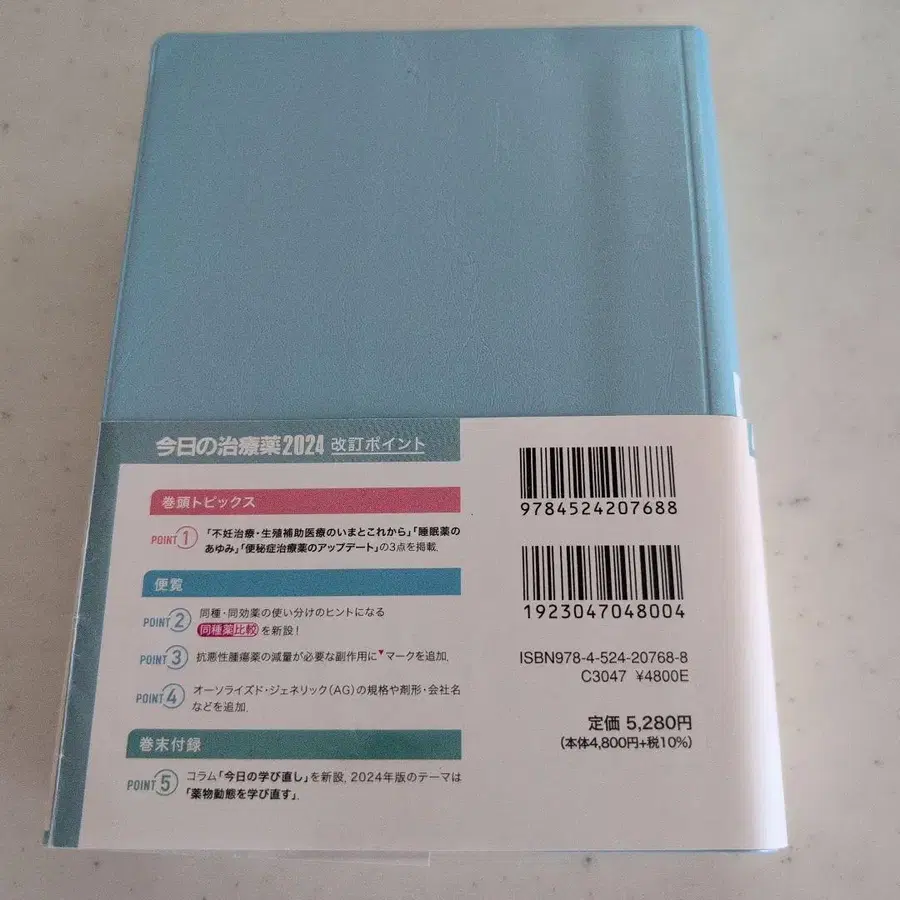 今日の治療薬2024 改訂ポイント
巻頭トピックス
POINT 1 「不妊治療・生殖補助医療のいまとこれから」「睡眠薬の
あゆみ」「便秘症治療薬のアップデート」の3点を掲載.
便覧
POINT 2 同種・同効薬の使い分けのヒントになる
同種薬比較 を新設!
POINT 3 抗悪性腫瘍薬の減量が必要な副作用に▼マークを追加.
POINT 4 オーソライズド・ジェネリック(AG)の規格や剤形・会社名
などを追加.
巻末付録
POINT 5 コラム「今日の学び直し」を新設. 2024年版のテーマは
「薬物動態を学び直す」.
9784524207688
1923047048004
ISBN978-4-524-20768-8
C3047 ¥4800E
定価 5,280円
(本体4,800円+税10%)